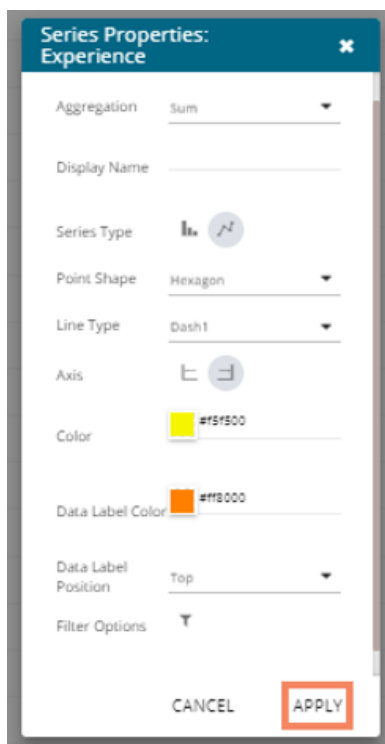 Series Properties:
Experience
Aggregation Sum
Display Name
Series Type
Point Shape Hexagon
Line Type Dash1
Axis
#f5f500
Color
#ff8000
Data Label Color
Data Label
Position Top
Filter Options
CANCEL APPLY